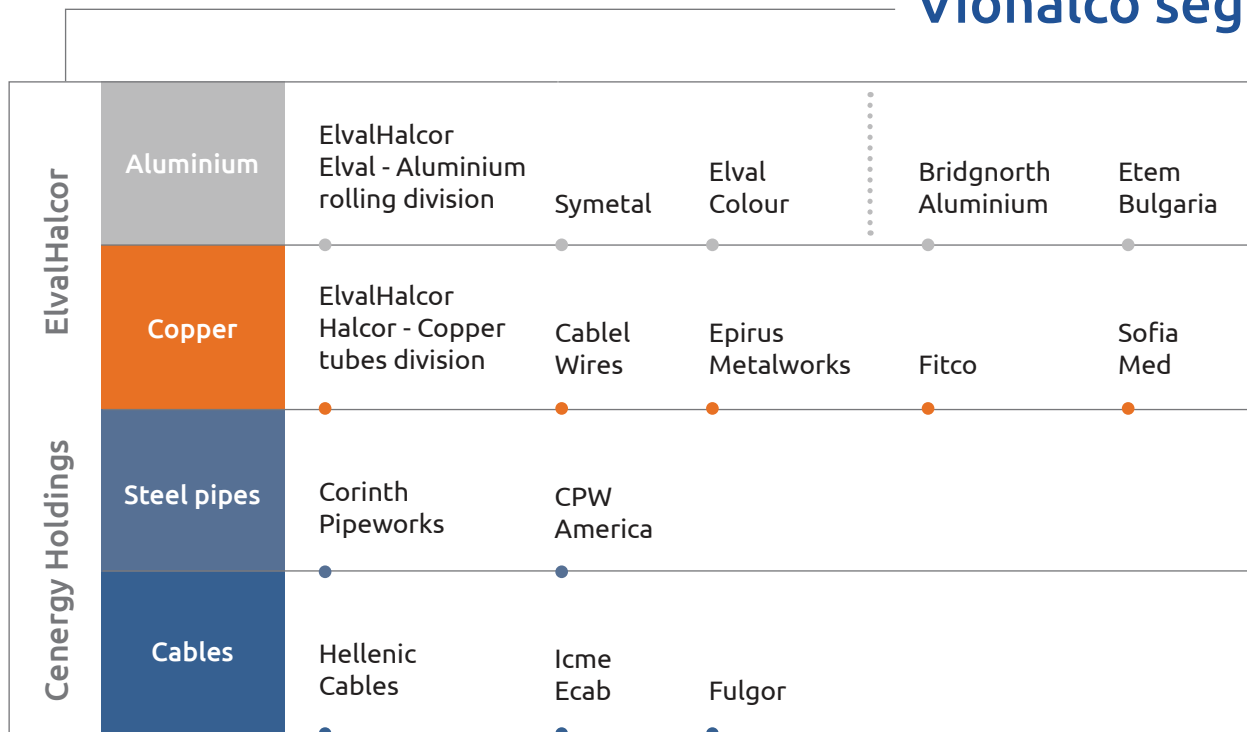 Vionalco seg
ElvalHalcor
Aluminium
ElvalHalcor
Elval - Aluminium
rolling division
Symetal
Elval
Colour
Bridgnorth
Aluminium
Etem
Bulgaria
Copper
ElvalHalcor
Halcor - Copper
tubes division
Cablel
Wires
Epirus
Metalworks
Fitco
Sofia
Med
Cenergy Holdings
Steel pipes
Corinth
Pipeworks
CPW
America
Cables
Hellenic
Cables
Icme
Ecab
Fulgor